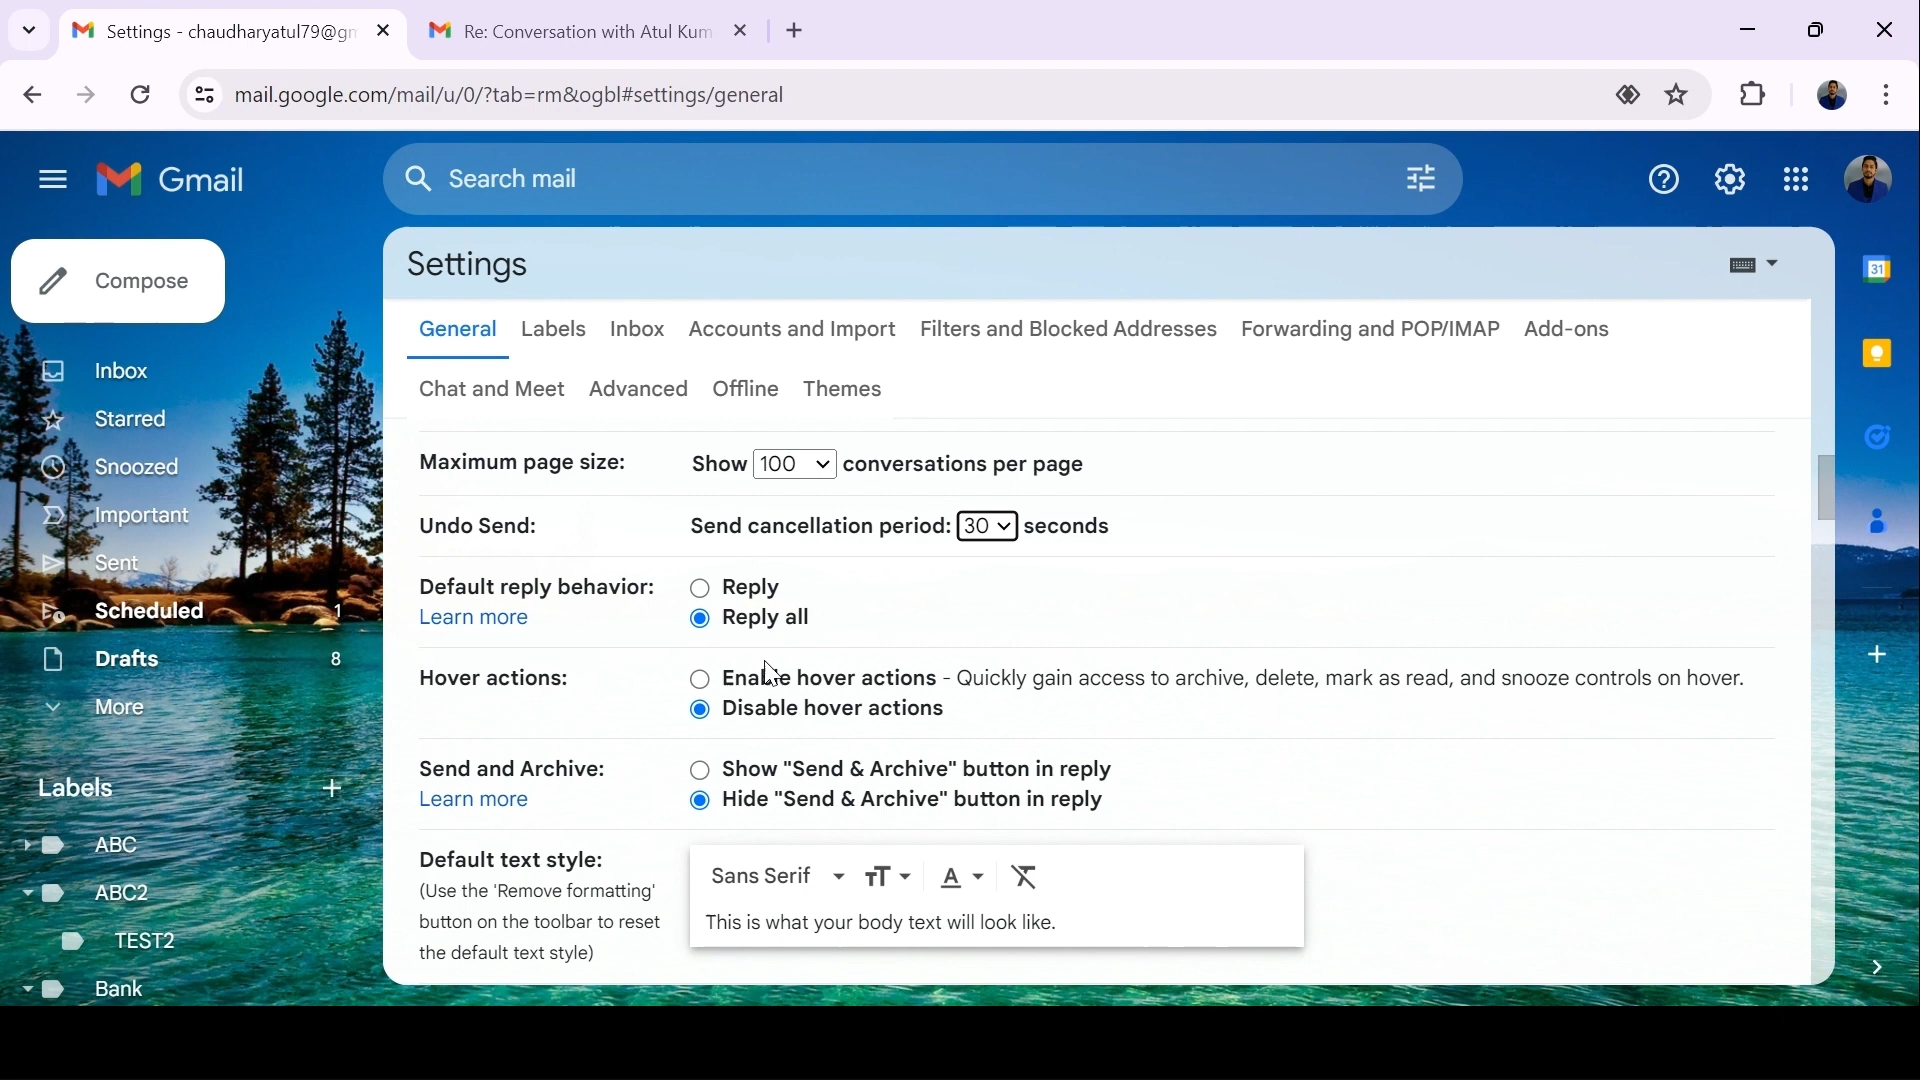 Settings - chaudharyatul79@gm
Re: Conversation with Atul Kum
mail.google.com/mail/u/0/?tab=rm&ogbl#settings/general
Gmail
Search mail
Compose
Settings
31
General Labels Inbox Accounts and Import Filters and Blocked Addresses Forwarding and POP/IMAP Add-ons
Chat and Meet Advanced Offline Themes
Inbox
Starred
Snoozed
Important
Sent
Scheduled 1
Drafts 8
More
Labels
ABC
ABC2
TEST2
Bank
Maximum page size: Show 100 conversations per page
Undo Send: Send cancellation period: 30 seconds
Default reply behavior: Reply
Learn more Reply all
Hover actions: Enable hover actions - Quickly gain access to archive, delete, mark as read, and snooze controls on hover.
Disable hover actions
Send and Archive: Show "Send & Archive" button in reply
Learn more Hide "Send & Archive" button in reply
Default text style:
(Use the 'Remove formatting'
button on the toolbar to reset
the default text style)
Sans Serif
This is what your body text will look like.